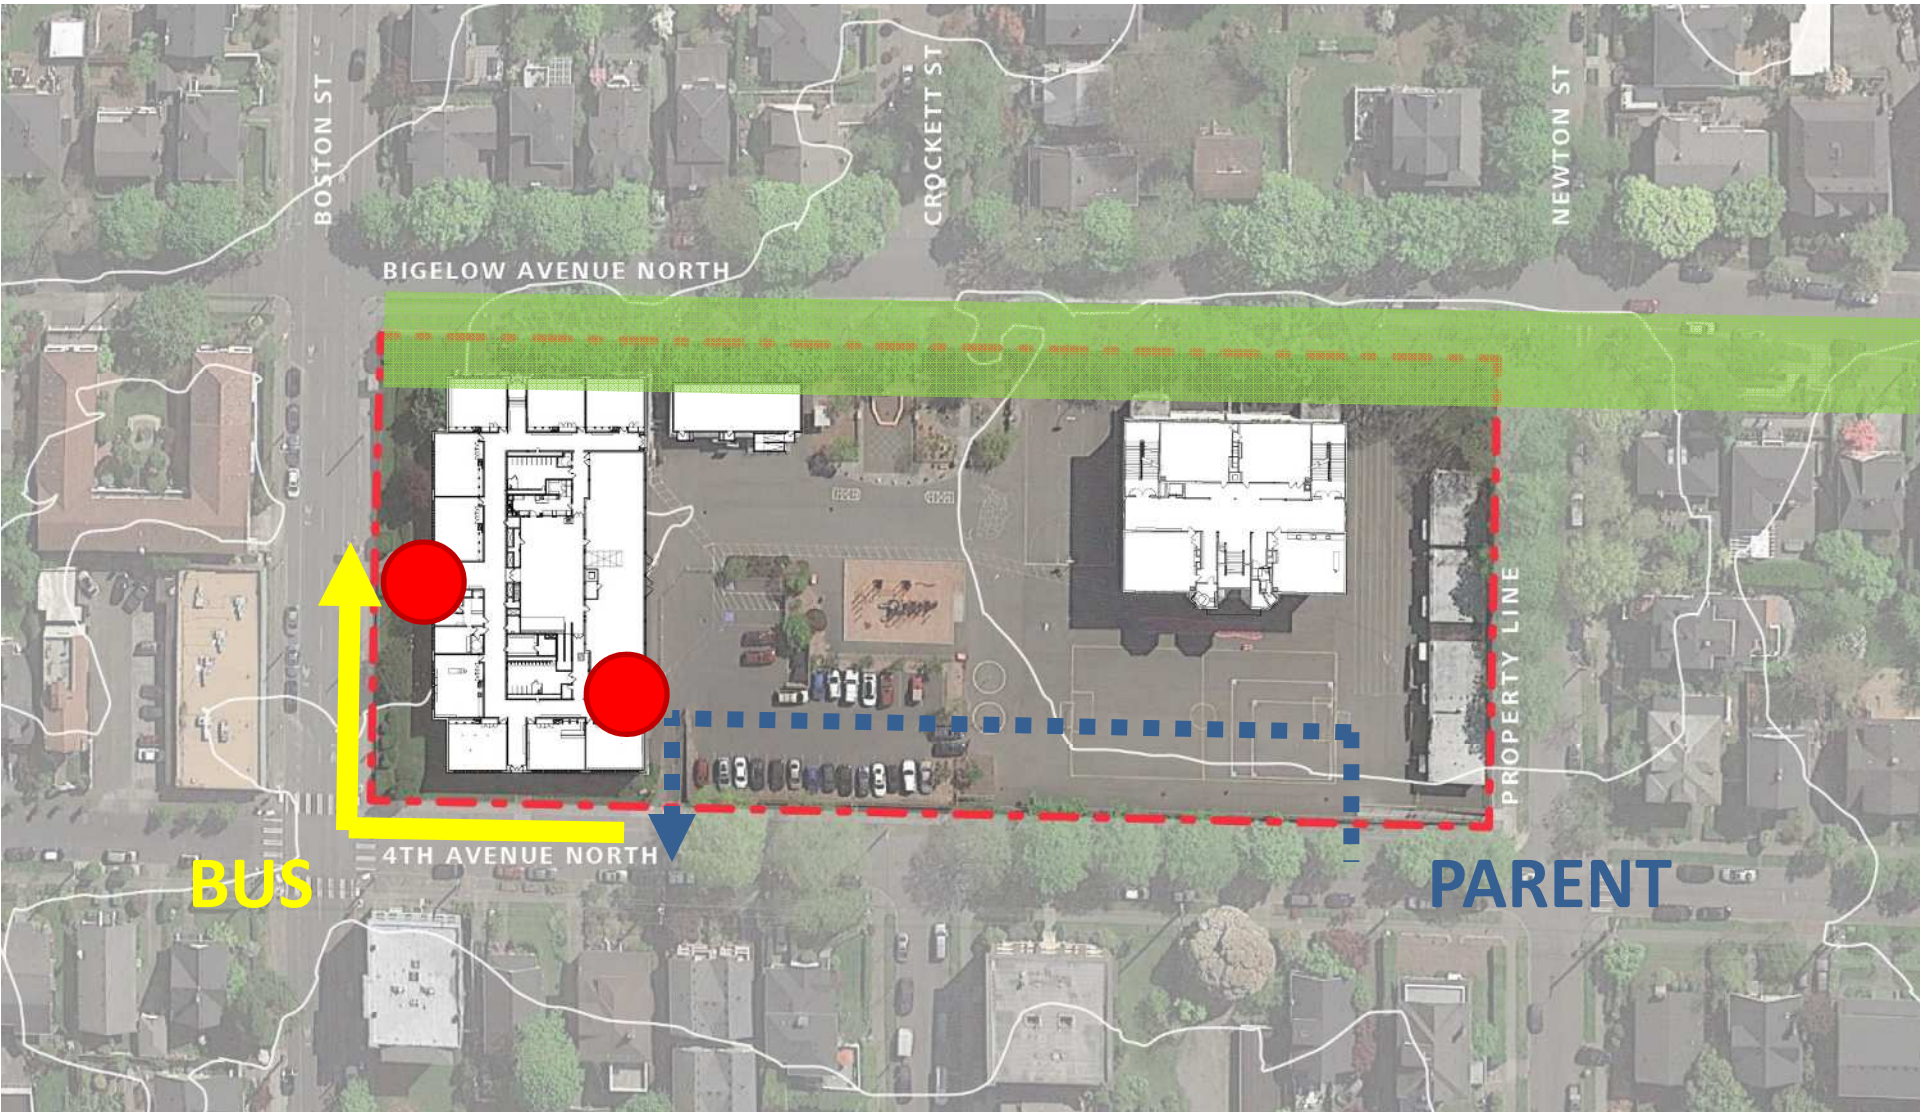 BOSTON ST
CROCKETT ST
NEWTON ST
BIGELOW AVENUE NORTH
PROPERTY LINE
4TH AVENUE NORTH
BUS
PARENT